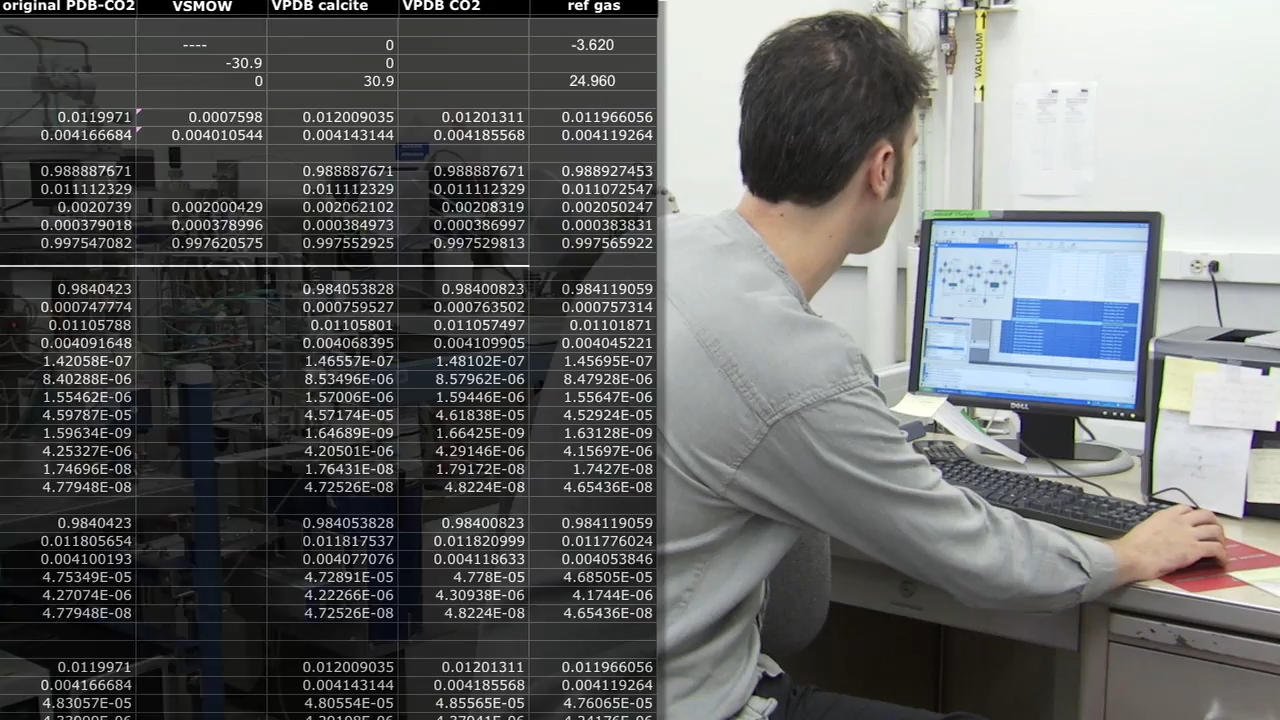 original PDB-CO2 VSMOW VPDB calcite VPDB CO2 ref gas
---- 0 -3.620
-30.9 0
0 30.9 24.960
0.0119971 0.0007598 0.012009035 0.01201311 0.011966056
0.004166684 0.004010544 0.004143144 0.004185568 0.004119264
0.988887671 0.988887671 0.988887671 0.988927453
0.011112329 0.011112329 0.011112329 0.011072547
0.0020739 0.002000429 0.002062102 0.00208319 0.002050247
0.000379018 0.000378996 0.000384973 0.000386997 0.000383831
0.997547082 0.997620575 0.997552925 0.997529813 0.997565922
0.9840423 0.984053828 0.98400823 0.984119059
0.000747774 0.000759527 0.000763502 0.000757314
0.01105788 0.01105801 0.011057497 0.01101871
0.004091648 0.004068395 0.004109905 0.004045221
1.42058E-07 1.46357E-07 1.48102E-07 1.45695E-07
8.40288E-06 8.53496E-06 8.57962E-06 8.47928E-06
1.55462E-06 1.57006E-06 1.59446E-06 1.55647E-06
4.59787E-05 4.57174E-05 4.61838E-05 4.52924E-05
1.59634E-09 1.64689E-09 1.66425E-09 1.63128E-09
4.25327E-06 4.20501E-06 4.29146E-06 4.15697E-06
1.74696E-08 1.76431E-08 1.79172E-08 1.7427E-08
4.77948E-08 4.72526E-08 4.8224E-08 4.65436E-08
0.9840423 0.984053828 0.98400823 0.984119059
0.011805654 0.011817537 0.011820999 0.011776024
0.004100193 0.004077076 0.004118633 0.004053846
4.75349E-05 4.72891E-05 4.778E-05 4.68505E-05
4.27074E-06 4.22266E-06 4.30938E-06 4.1744E-06
4.77948E-08 4.72526E-08 4.8224E-08 4.65436E-08
0.0119971 0.012009035 0.01201311 0.011966056
0.004166684 0.004143144 0.004185568 0.004119264
4.83057E-05 4.80554E-05 4.85565E-05 4.76065E-05
VACUUM
DELL